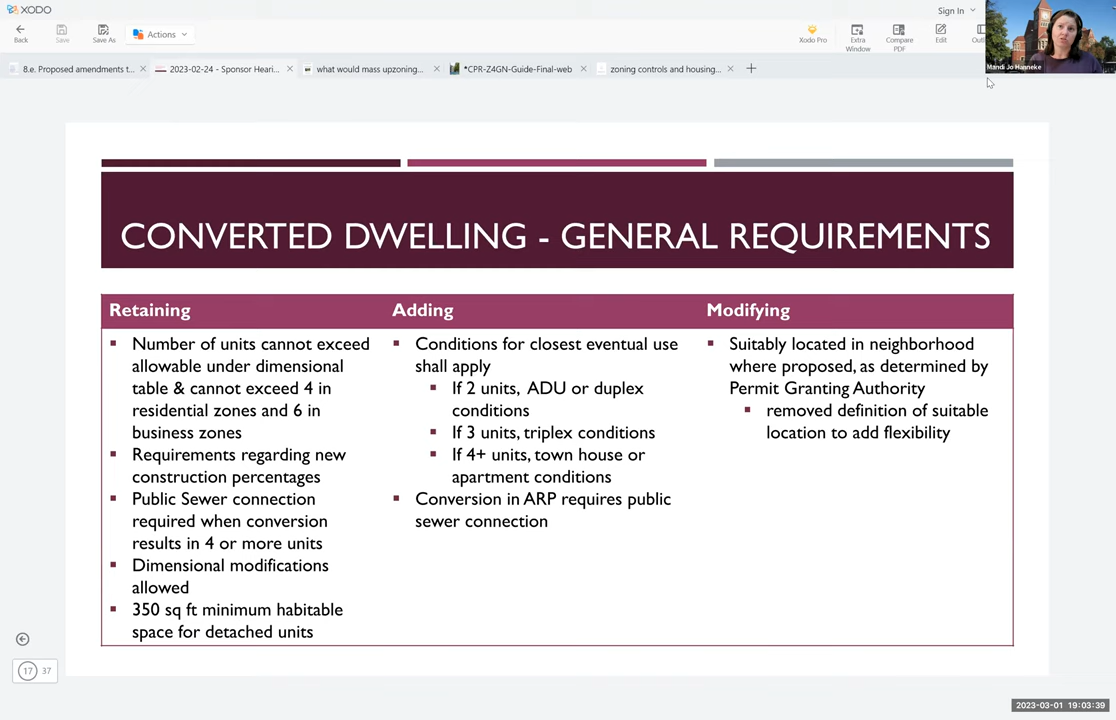 XODO
Sign In
Back
Save
Save As
Actions
Xodo Pro
Extra Window
Compare PDF
Edit
Mandi Jo Hanneke
8.e. Proposed amendments t...
2023-02-24 - Sponsor Heari...
what would mass upzoning...
*CPR-Z4GN-Guide-Final-web
zoning controls and housing...
CONVERTED DWELLING - GENERAL REQUIREMENTS
Retaining
Number of units cannot exceed
allowable under dimensional
table & cannot exceed 4 in
residential zones and 6 in
business zones
Requirements regarding new
construction percentages
Public Sewer connection
required when conversion
results in 4 or more units
Dimensional modifications
allowed
350 sq ft minimum habitable
space for detached units
Adding
Conditions for closest eventual use
shall apply
If 2 units, ADU or duplex
conditions
If 3 units, triplex conditions
If 4+ units, town house or
apartment conditions
Conversion in ARP requires public
sewer connection
Modifying
Suitably located in neighborhood
where proposed, as determined by
Permit Granting Authority
removed definition of suitable
location to add flexibility
17 37
2023-03-01 19:03:39